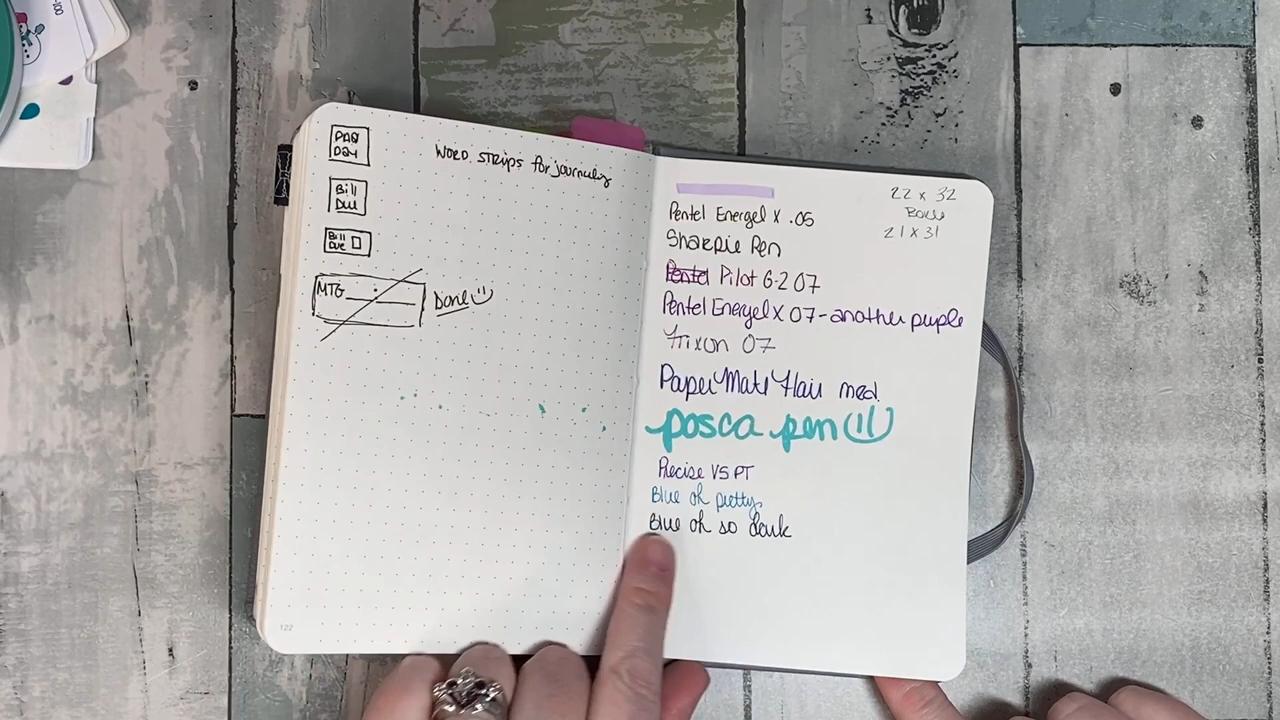 PAY
DAY
Bill
Due
Bill
Due
MTG
Done
WORD STRIPS for journaling
122
22 x 32
21 x 31
Pentel Energel X .05
Sharpie Pen
Pentel Pilot G-2 07
Pentel Energel X 07 - another purple
Frixon 07
PaperMate Flair med.
posca pen
Precise V5 PT
Blue oh pretty
Blue oh so dark